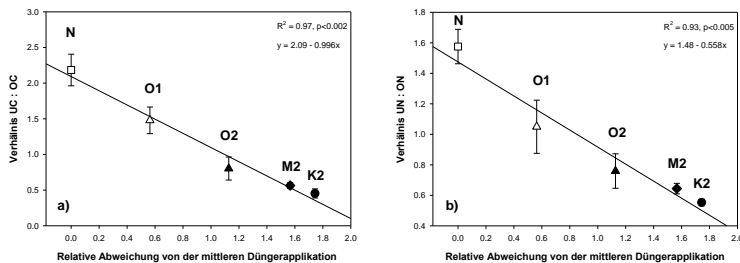 R² = 0.97, p<0.002
y = 2.09 - 0.996x
N
O1
O2
M2
K2
a)
Verhälnis UC : OC
3.0
2.5
2.0
1.5
1.0
0.5
0.0
0.0 0.2 0.4 0.6 0.8 1.0 1.2 1.4 1.6 1.8 2.0
Relative Abweichung von der mittleren Düngerapplikation
R² = 0.93, p<0.005
y = 1.48 - 0.558x
N
O1
O2
M2
K2
b)
Verhälnis UN : ON
1.8
1.6
1.4
1.2
1.0
0.8
0.6
0.4
0.0 0.2 0.4 0.6 0.8 1.0 1.2 1.4 1.6 1.8 2.0
Relative Abweichung von der mittleren Düngerapplikation